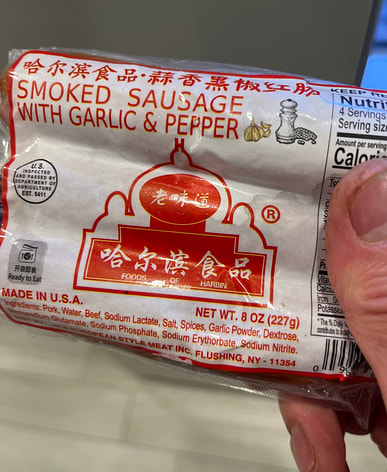 哈尔滨食品·蒜香黑椒红肠
SMOKED SAUSAGE
WITH GARLIC & PEPPER
U.S.
INSPECTED
AND PASSED BY
DEPARTMENT OF
AGRICULTURE
EST. 5411
老味道
®
哈尔滨食品
FOODS OF HARBIN
开袋即食
Ready to Eat
MADE IN U.S.A.
NET WT. 8 OZ (227g)
Ingredients: Pork, Water, Beef, Sodium Lactate, Salt, Spices, Garlic Powder, Dextrose,
Glutamate, Sodium Phosphate, Sodium Erythorbate, Sodium Nitrite.
EUROPEAN STYLE MEAT INC. FLUSHING, NY - 11354
KEEP
Nutri
4 Servings
Serving size
Amount per serving
Calori